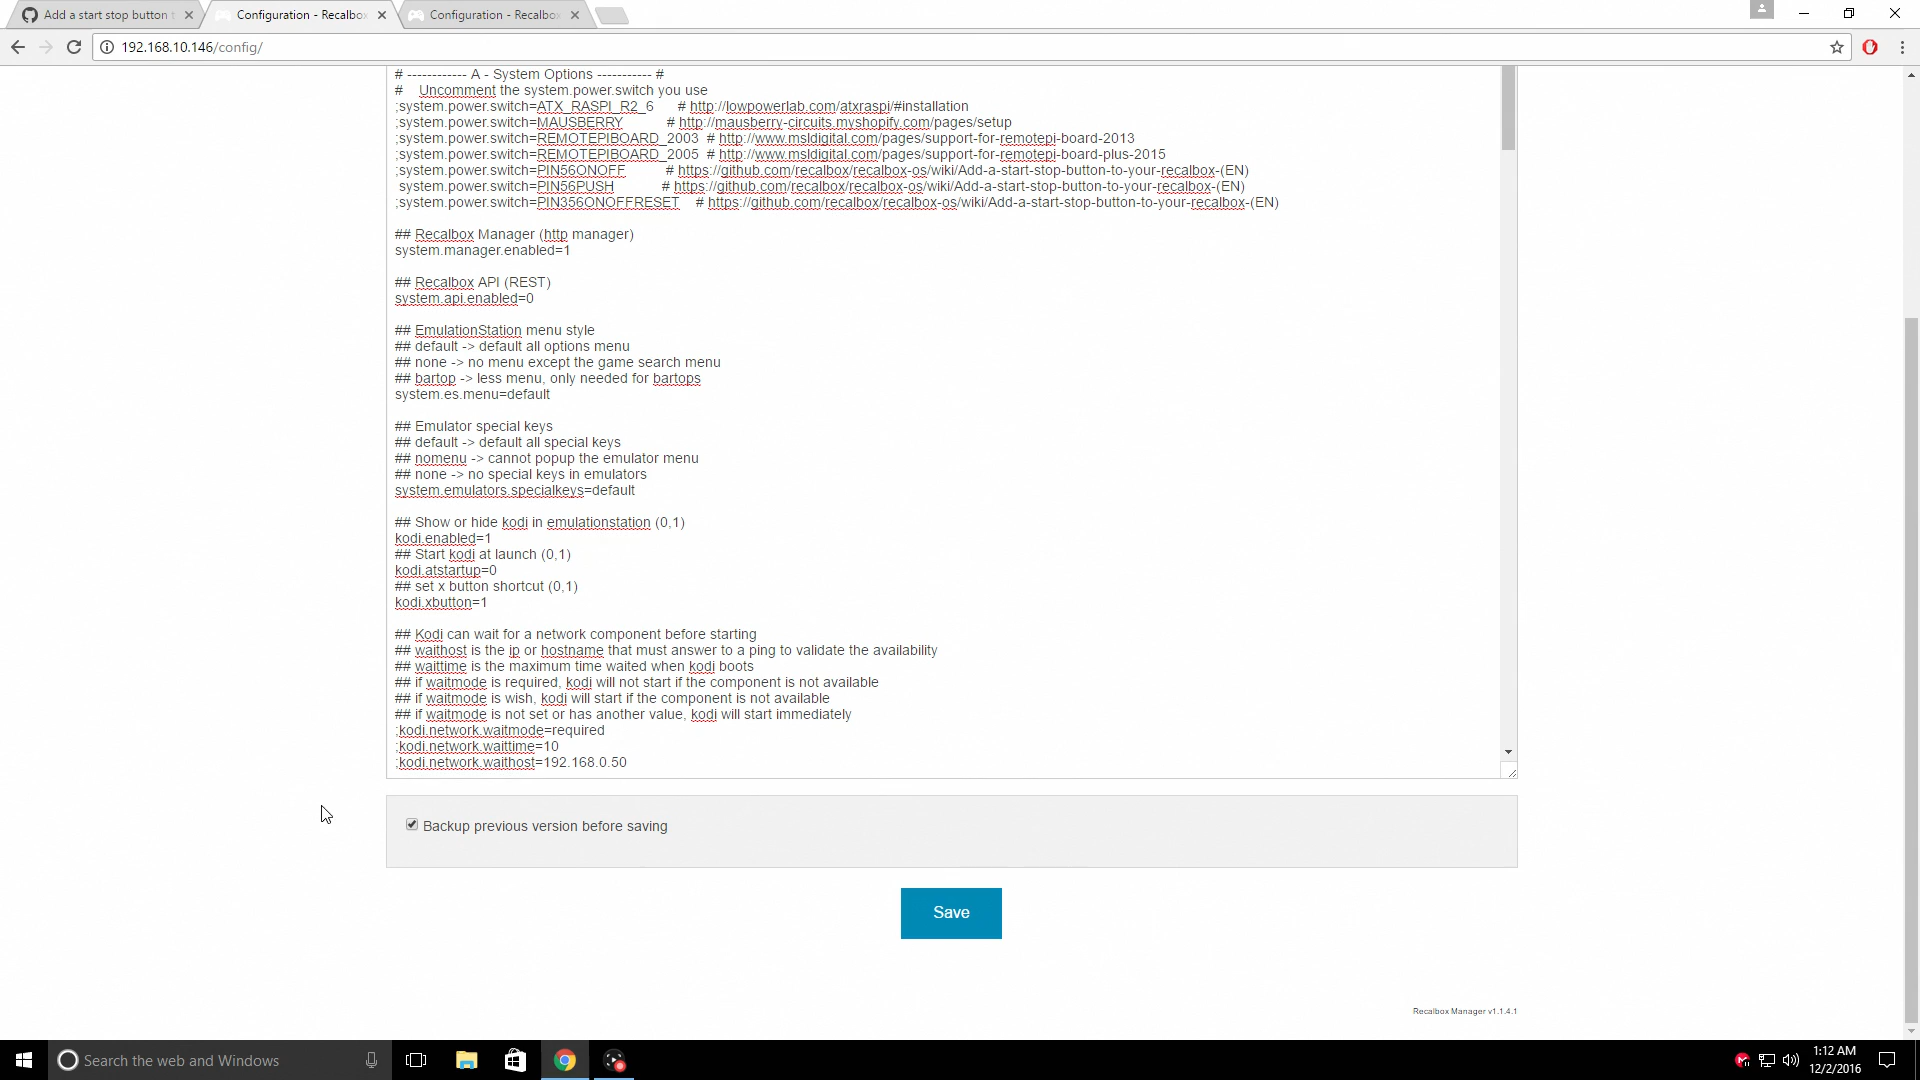 Add a start stop button t
Configuration - Recalbox
Configuration - Recalbox
192.168.10.146/config/
# ------------ A - System Options ----------- #
# Uncomment the system.power.switch you use
;system.power.switch=ATX_RASPI_R2_6 # http://lowpowerlab.com/atxraspi/#installation
;system.power.switch=MAUSBERRY # http://mausberry-circuits.myshopify.com/pages/setup
;system.power.switch=REMOTEPIBOARD_2003 # http://www.msldigital.com/pages/support-for-remotepi-board-2013
;system.power.switch=REMOTEPIBOARD_2005 # http://www.msldigital.com/pages/support-for-remotepi-board-plus-2015
;system.power.switch=PIN56ONOFF # https://github.com/recalbox/recalbox-os/wiki/Add-a-start-stop-button-to-your-recalbox-(EN)
system.power.switch=PIN56PUSH # https://github.com/recalbox/recalbox-os/wiki/Add-a-start-stop-button-to-your-recalbox-(EN)
;system.power.switch=PIN356ONOFFRESET # https://github.com/recalbox/recalbox-os/wiki/Add-a-start-stop-button-to-your-recalbox-(EN)
## Recalbox Manager (http manager)
system.manager.enabled=1
## Recalbox API (REST)
system.api.enabled=0
## EmulationStation menu style
## default -> default all options menu
## none -> no menu except the game search menu
## bartop -> less menu, only needed for bartops
system.es.menu=default
## Emulator special keys
## default -> default all special keys
## nomenu -> cannot popup the emulator menu
## none -> no special keys in emulators
system.emulators.specialkeys=default
## Show or hide kodi in emulationstation (0,1)
kodi.enabled=1
## Start kodi at launch (0,1)
kodi.atstartup=0
## set x button shortcut (0,1)
kodi.xbutton=1
## Kodi can wait for a network component before starting
## waithost is the ip or hostname that must answer to a ping to validate the availability
## waittime is the maximum time waited when kodi boots
## if waitmode is required, kodi will not start if the component is not available
## if waitmode is wish, kodi will start if the component is not available
## if waitmode is not set or has another value, kodi will start immediately
;kodi.network.waitmode=required
;kodi.network.waittime=10
;kodi.network.waithost=192.168.0.50
Backup previous version before saving
Save
Recalbox Manager v1.1.4.1
Search the web and Windows
1:12 AM
12/2/2016